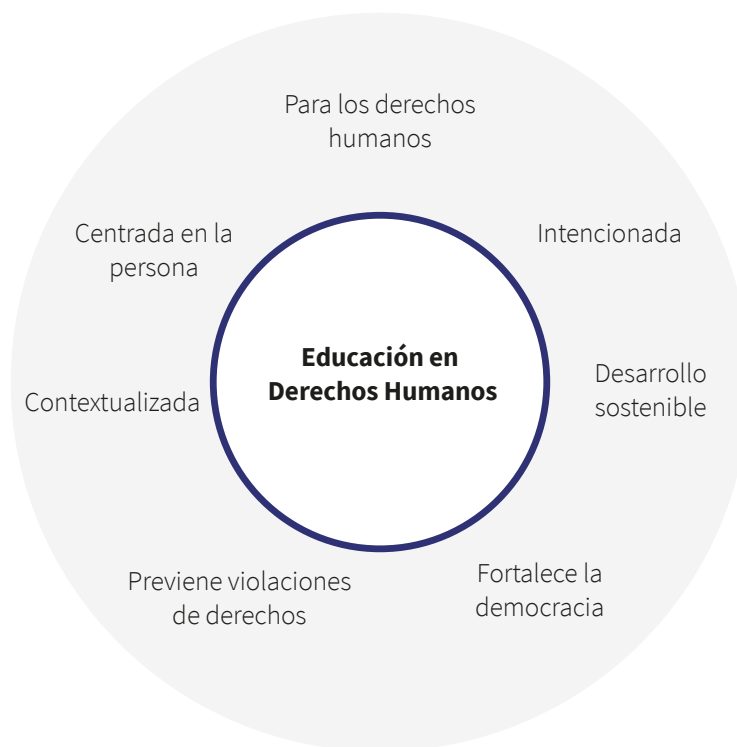 Para los derechos
humanos
Centrada en la
persona
Intencionada
Educación en
Derechos Humanos
Desarrollo
sostenible
Contextualizada
Previene violaciones
de derechos
Fortalece la
democracia